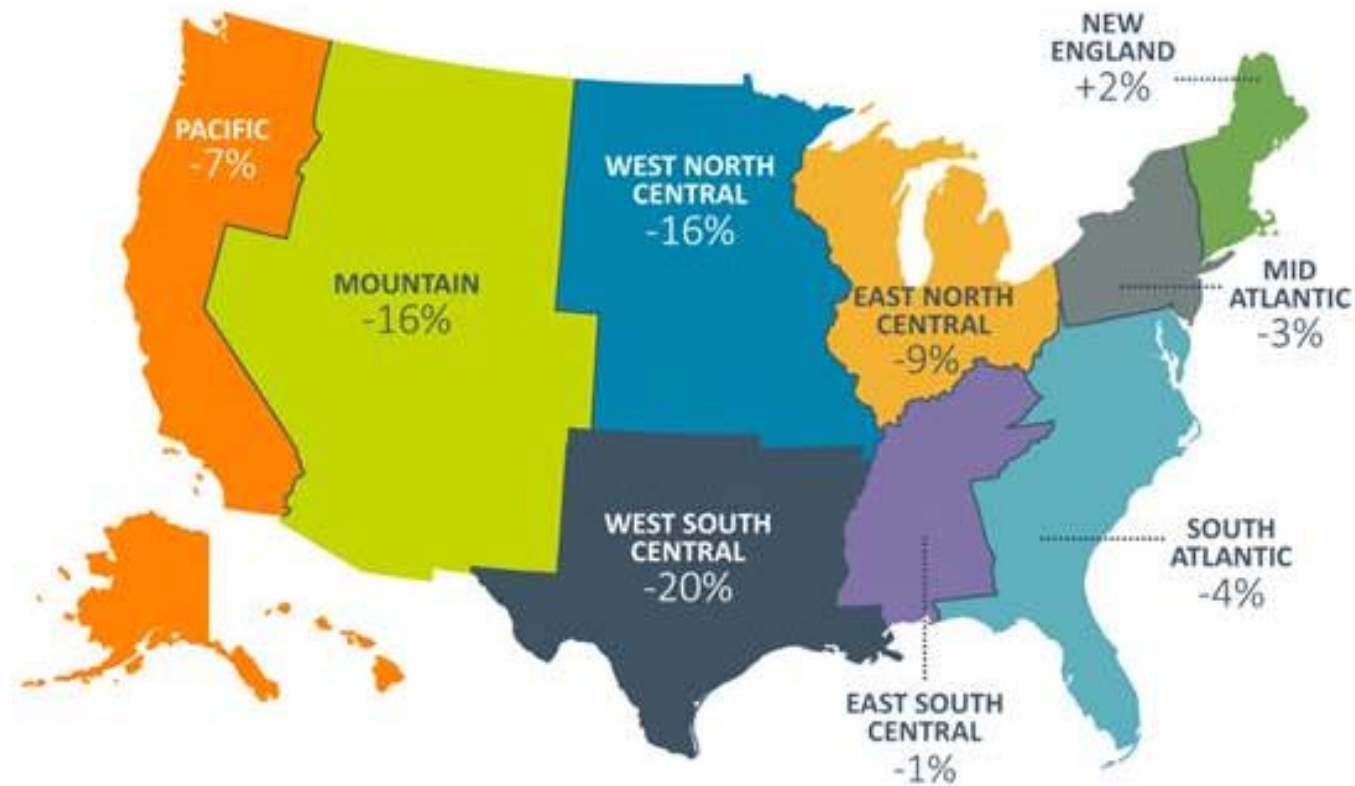 NEW
ENGLAND
+2%
PACIFIC
-7%
WEST NORTH
CENTRAL
-16%
MOUNTAIN
-16%
EAST NORTH
CENTRAL
-9%
MID
ATLANTIC
-3%
WEST SOUTH
CENTRAL
-20%
SOUTH
ATLANTIC
-4%
EAST SOUTH
CENTRAL
-1%